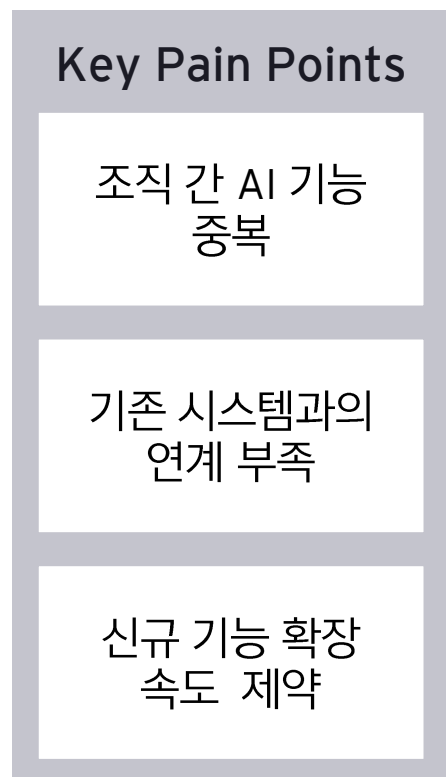 Key Pain Points
조직 간 AI 기능
중복
기존 시스템과의
연계 부족
신규 기능 확장
속도 제약